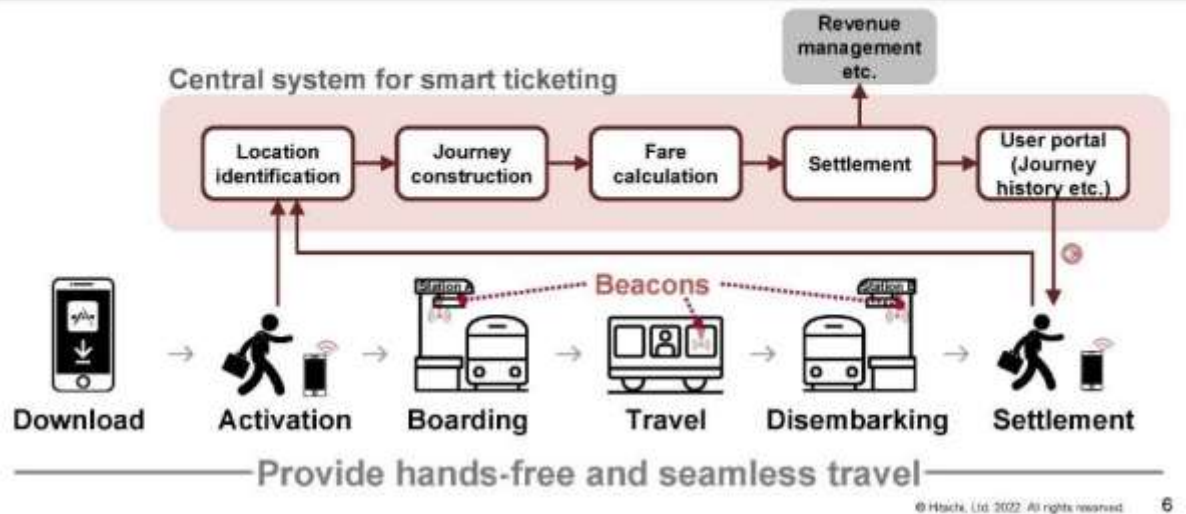 Revenue
management
etc.
Central system for smart ticketing
Location
identification
Journey
construction
Fare
calculation
Settlement
User portal
(Journey
history etc.)
Station
Beacons
Station
Download
Activation
Boarding
Travel
Disembarking
Settlement
Provide hands-free and seamless travel
© Hitachi, Ltd. 2022. All rights reserved.
6